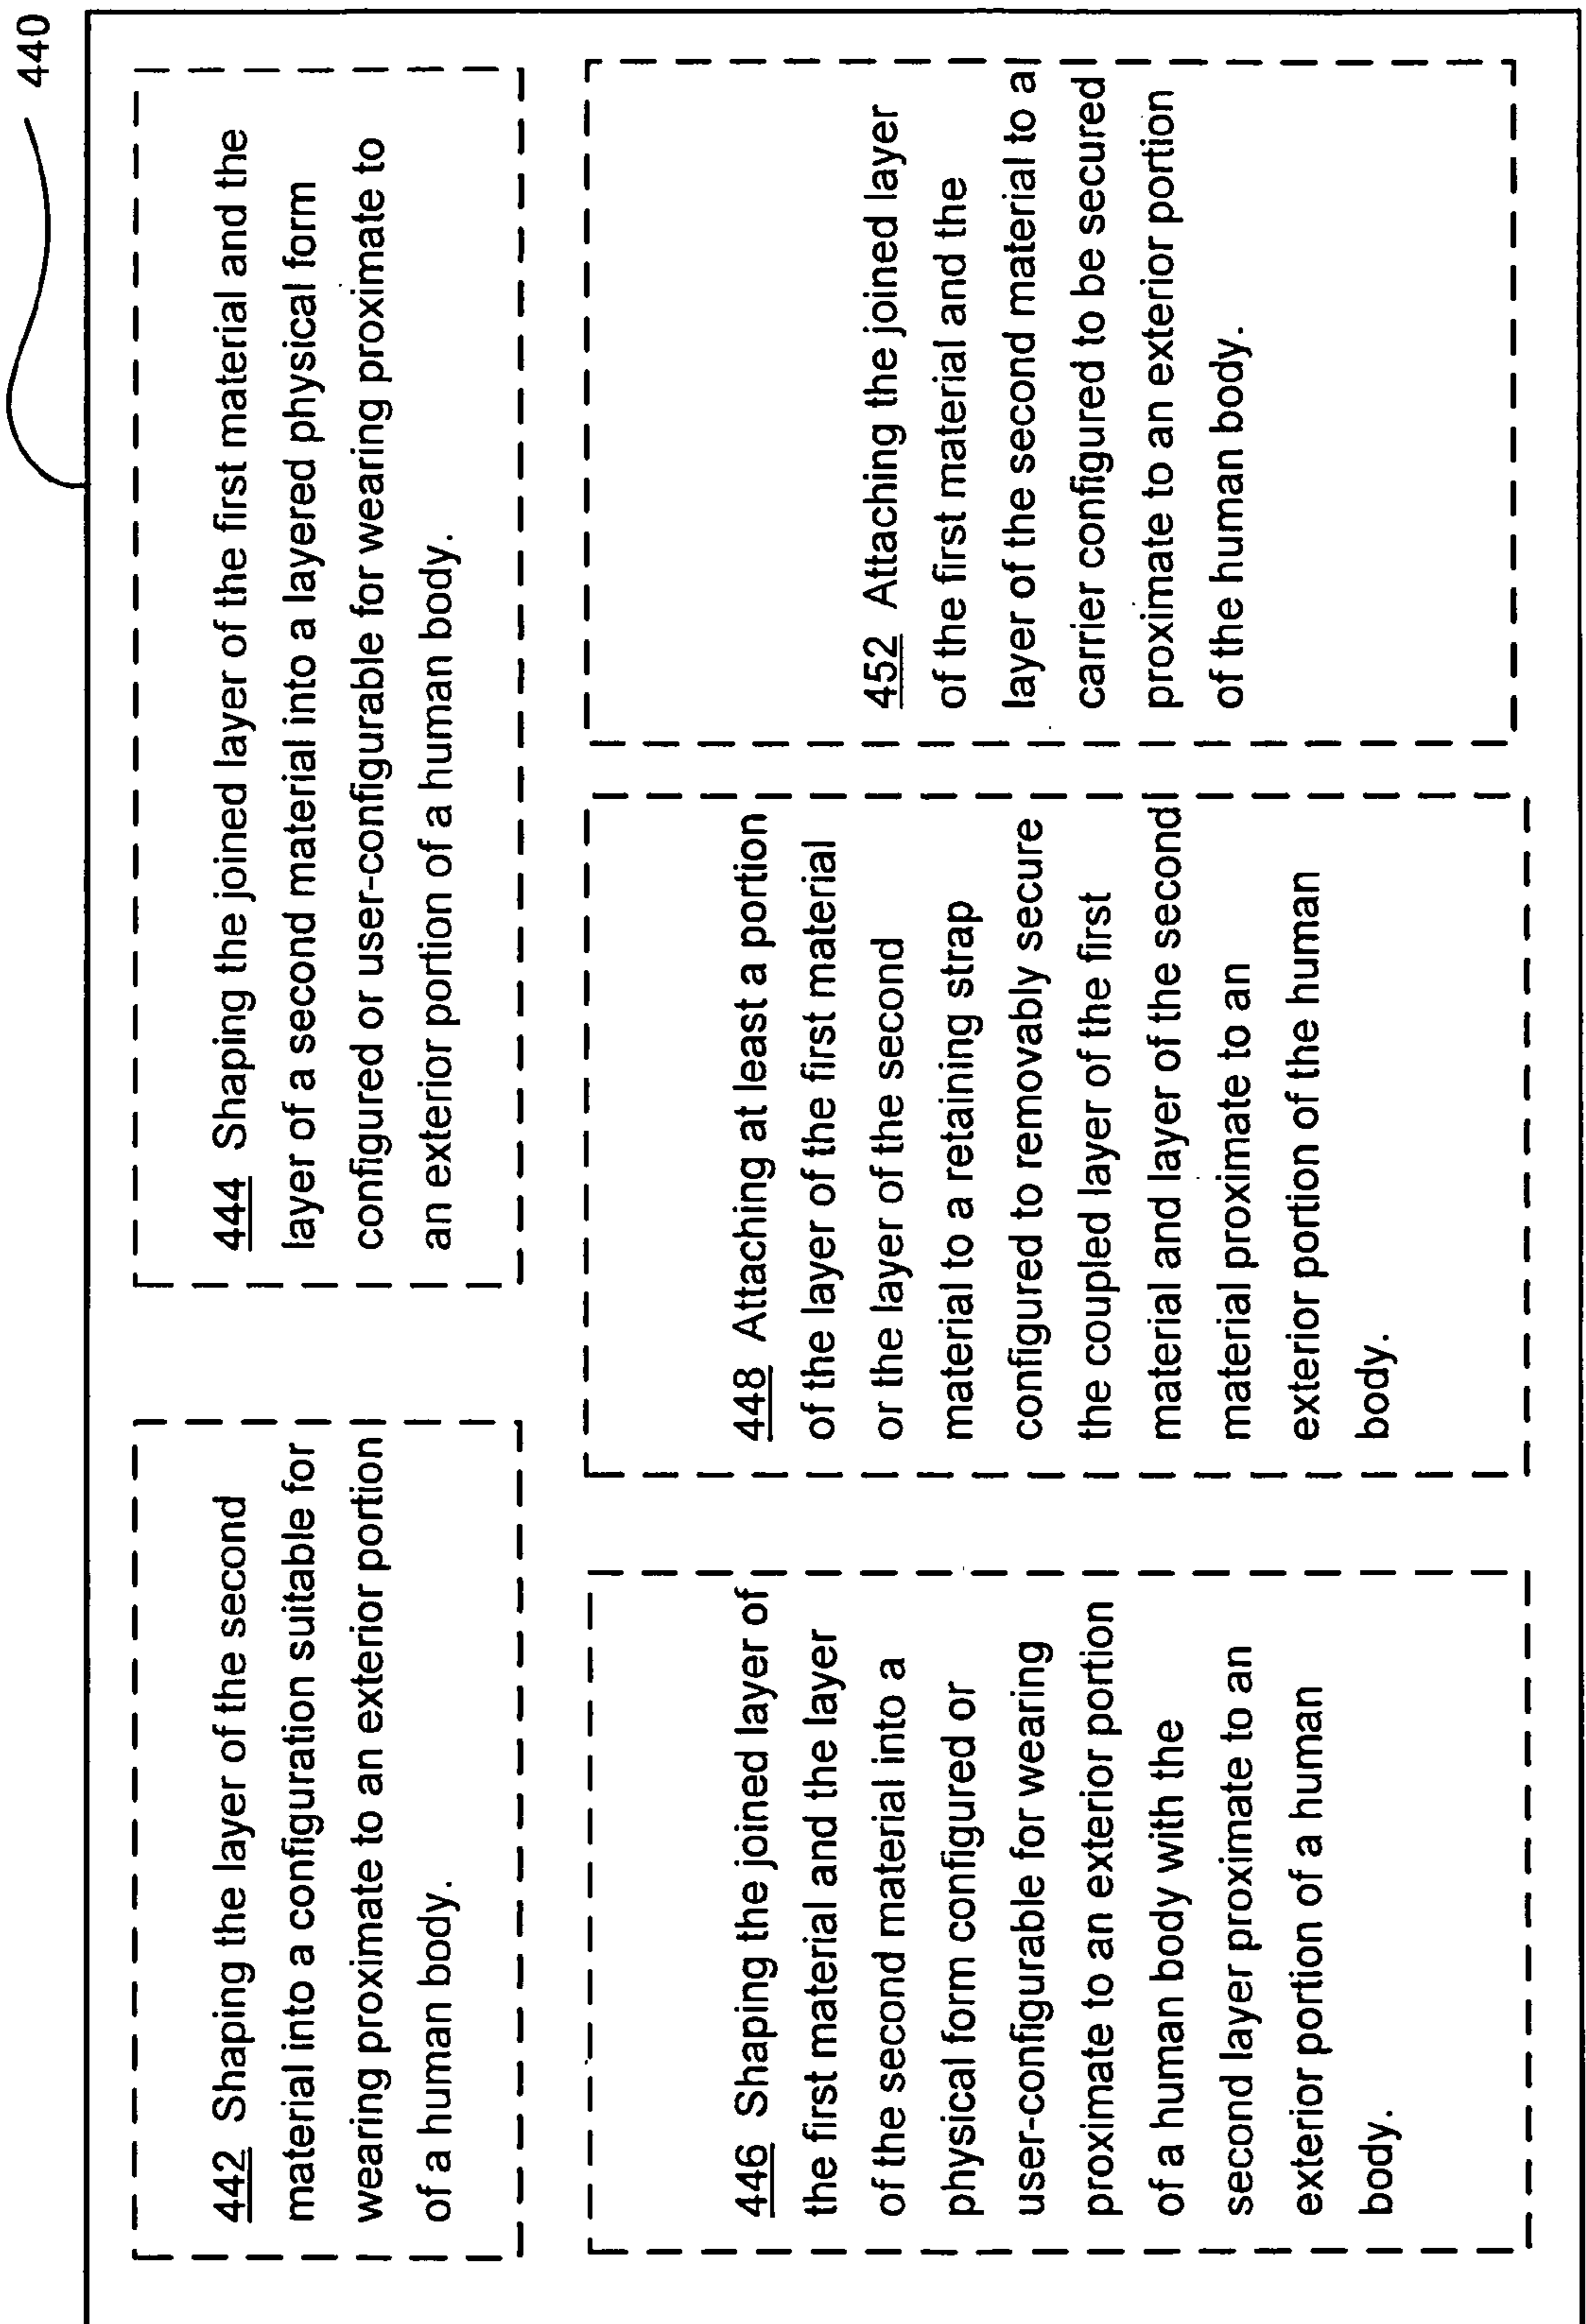 440
442 Shaping the layer of the second
material into a configuration suitable for
wearing proximate to an exterior portion
of a human body.
444 Shaping the joined layer of the first material and the
layer of a second material into a layered physical form
configured or user-configurable for wearing proximate to
an exterior portion of a human body.
446 Shaping the joined layer of
the first material and the layer
of the second material into a
physical form configured or
user-configurable for wearing
proximate to an exterior portion
of a human body with the
second layer proximate to an
exterior portion of a human
body.
448 Attaching at least a portion
of the layer of the first material
or the layer of the second
material to a retaining strap
configured to removably secure
the coupled layer of the first
material and layer of the second
material proximate to an
exterior portion of the human
body.
452 Attaching the joined layer
of the first material and the
layer of the second material to a
carrier configured to be secured
proximate to an exterior portion
of the human body.